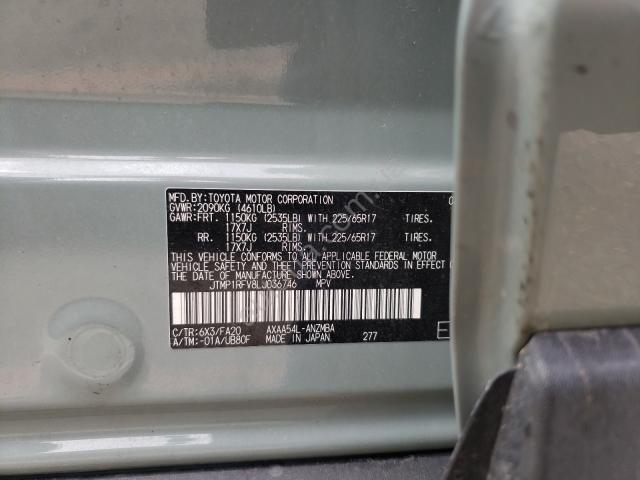 MFD.BY:TOYOTA MOTOR CORPORATION 0
GVWR:2090KG (4610LB)
GAWR:FRT. 1150KG (2535LB) WITH 225/65R17 TIRES,
17X7J RIMS,
RR. 1150KG (2535LB) WITH 225/65R17 TIRES,
17X7J RIMS,
THIS VEHICLE CONFORMS TO ALL APPLICABLE FEDERAL MOTOR
VEHICLE SAFETY, BUMPER, AND THEFT PREVENTION STANDARDS IN EFF
THE DATE OF MANUFACTURE SHOWN ABOVE.
JTMP1RFV8LJ036746 MPV
C/TR:6X3/FA20 AXAA54L-ANZMBA
A/TM:-01A/UB80F MADE IN JAPAN 277